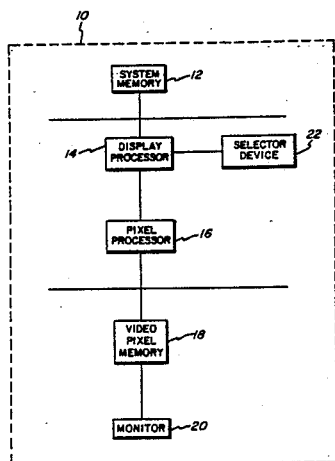 10
SYSTEM
MEMORY
12
14
DISPLAY
PROCESSOR
SELECTOR
DEVICE
22
PIXEL
PROCESSOR
16
VIDEO
PIXEL
MEMORY
18
MONITOR
20